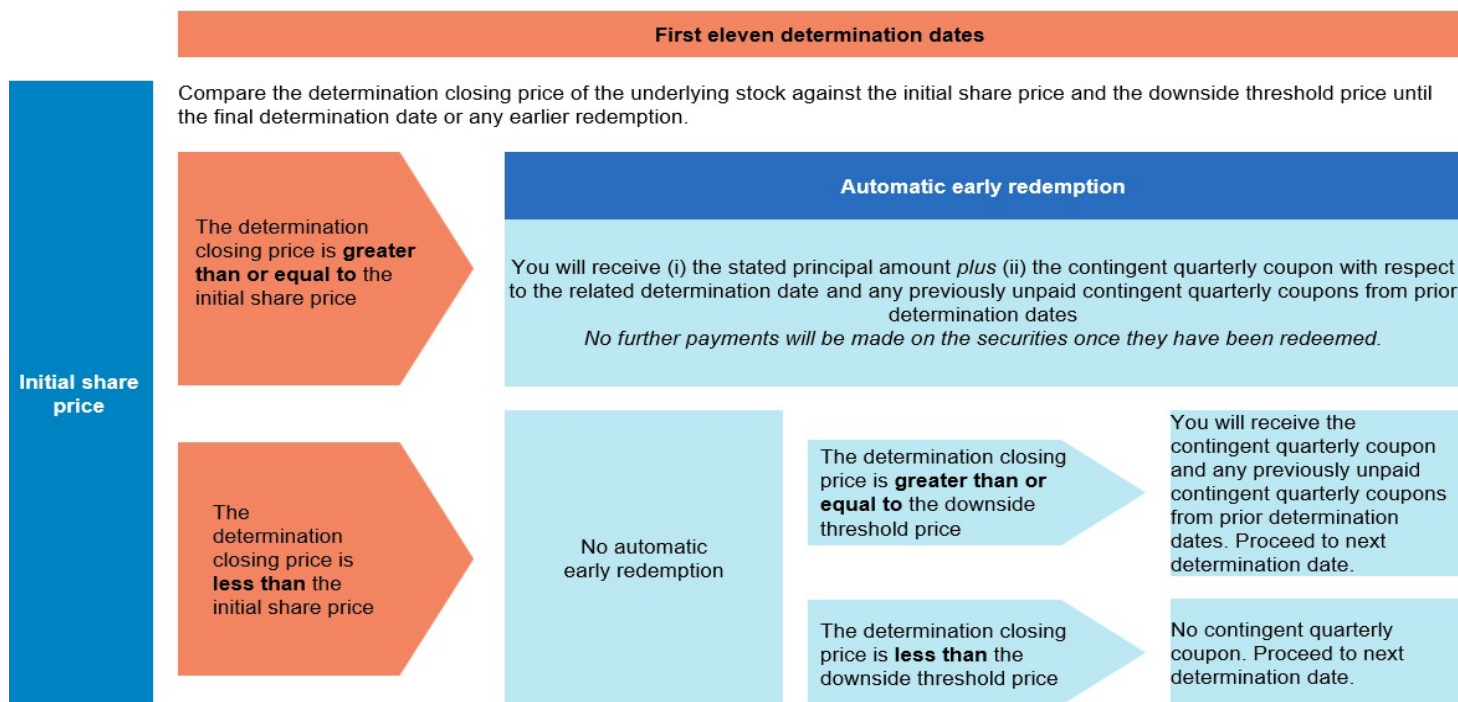 First eleven determination dates
Compare the determination closing price of the underlying stock against the initial share price and the downside threshold price until
the final determination date or any earlier redemption.
Initial share
price
The determination
closing price is greater
than or equal to the
initial share price
Automatic early redemption
You will receive (i) the stated principal amount plus (ii) the contingent quarterly coupon with respect
to the related determination date and any previously unpaid contingent quarterly coupons from prior
determination dates
No further payments will be made on the securities once they have been redeemed.
The
determination
closing price is
less than the
initial share price
No automatic
early redemption
The determination closing
price is greater than or
equal to the downside
threshold price
You will receive the
contingent quarterly coupon
and any previously unpaid
contingent quarterly coupons
from prior determination
dates. Proceed to next
determination date.
The determination closing
price is less than the
downside threshold price
No contingent quarterly
coupon. Proceed to next
determination date.